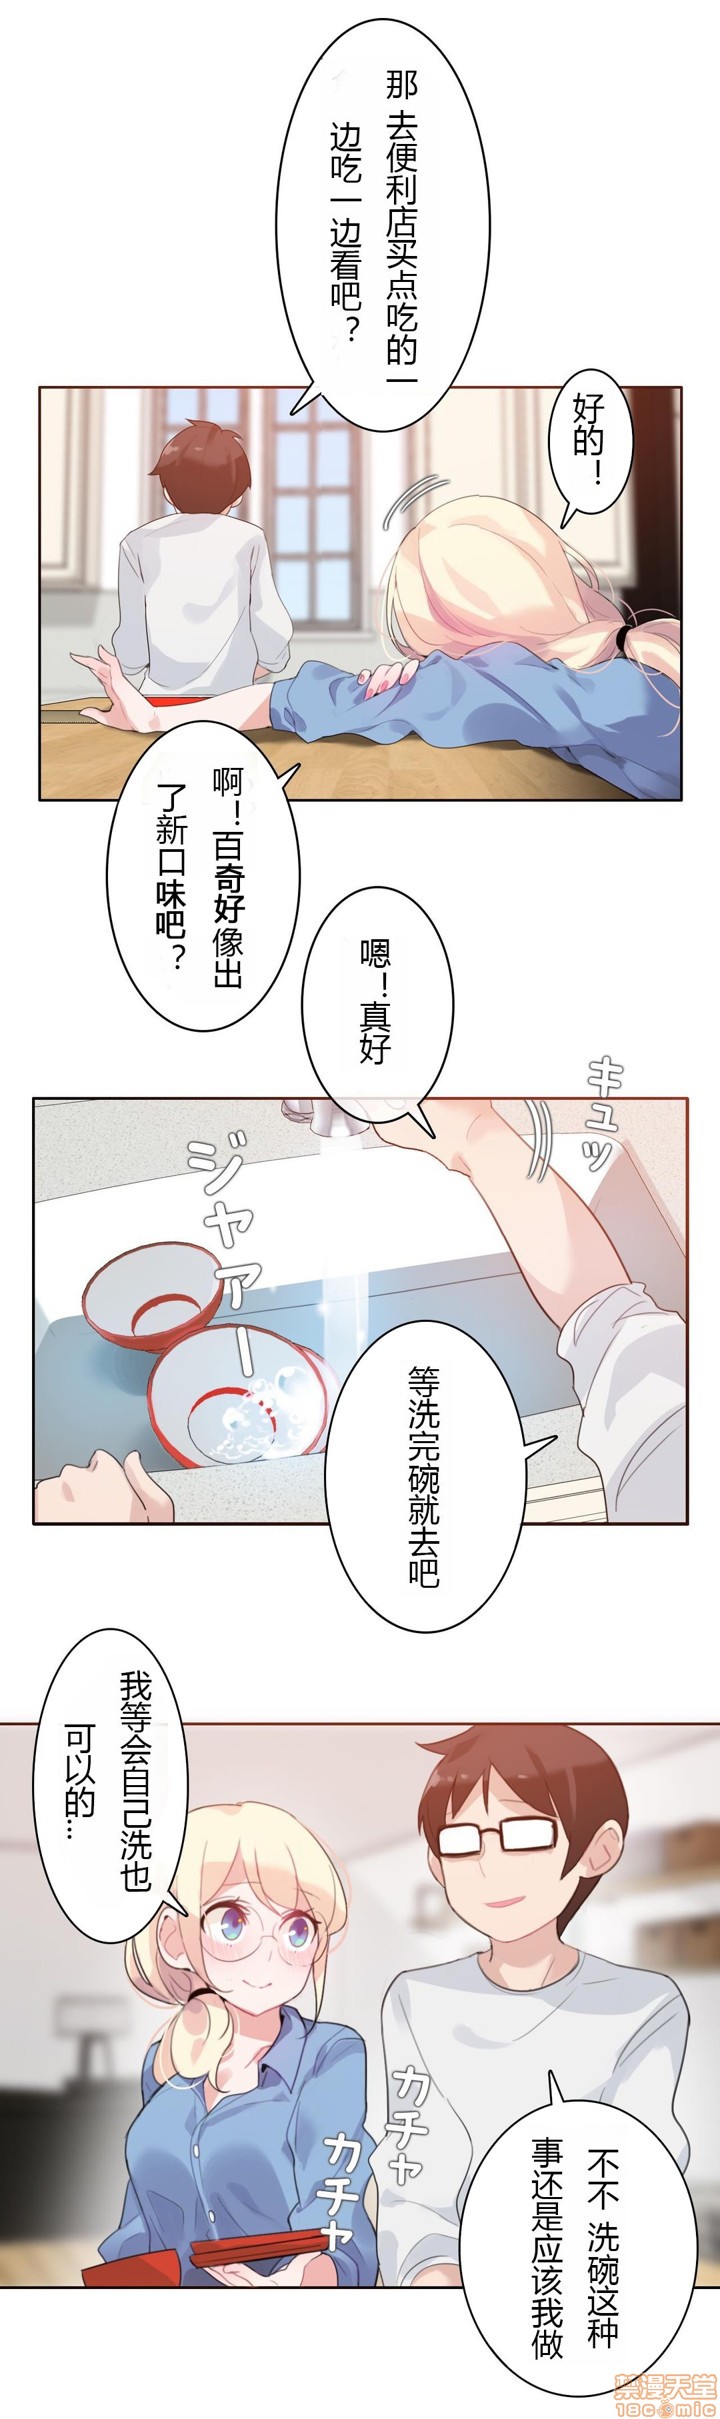 那 去便利店买点吃的一
边吃一边看吧？
好的！
啊！百奇好像出
了新口味吧？
嗯！真好
キュッ
ジャァー
等洗完碗就去吧
我等会自己洗也
可以的…
カチャ
カチャ
不不 洗碗这种
事还是应该我做
禁漫天堂
18comic